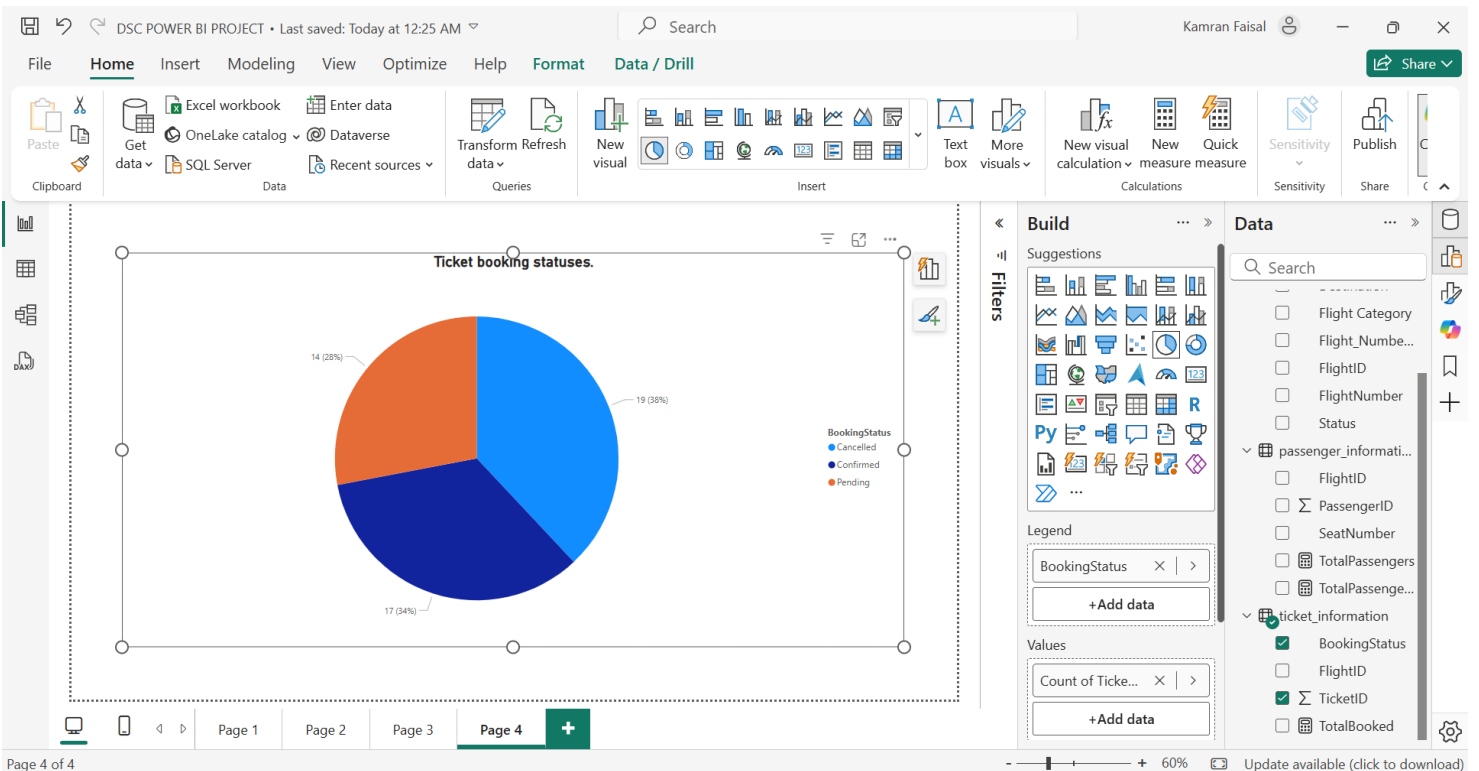 DSC POWER BI PROJECT • Last saved: Today at 12:25 AM
Search
Kamran Faisal
File Home Insert Modeling View Optimize Help Format Data / Drill
Share
Paste
Clipboard
Get data
Excel workbook
OneLake catalog
SQL Server
Enter data
Dataverse
Recent sources
Data
Transform data
Refresh
Queries
New visual
123
Insert
A
Text box
More visuals
New visual calculation
New measure
Quick measure
Calculations
Sensitivity
Sensitivity
Publish
Share
DAX
Ticket booking statuses.
14 (28%)
19 (38%)
17 (34%)
BookingStatus
Cancelled
Confirmed
Pending
Filters
Build
Suggestions
123
R
Py
123
Legend
BookingStatus
+Add data
Values
Count of Ticke...
+Add data
Data
Search
Flight Category
Flight_Numbe...
FlightID
FlightNumber
Status
passenger_informati...
FlightID
PassengerID
SeatNumber
TotalPassengers
TotalPassenge...
ticket_information
BookingStatus
FlightID
TicketID
TotalBooked
Page 1
Page 2
Page 3
Page 4
+
Page 4 of 4
- + 60%
Update available (click to download)